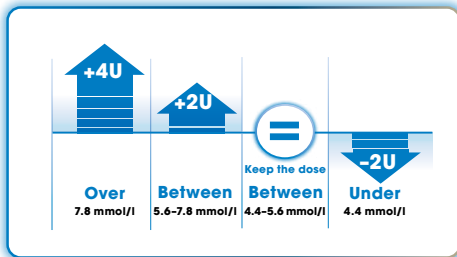 +4U
+2U
=
-2U
Keep the dose
Over
7.8 mmol/l
Between
5.6-7.8 mmol/l
Between
4.4-5.6 mmol/l
Under
4.4 mmol/l